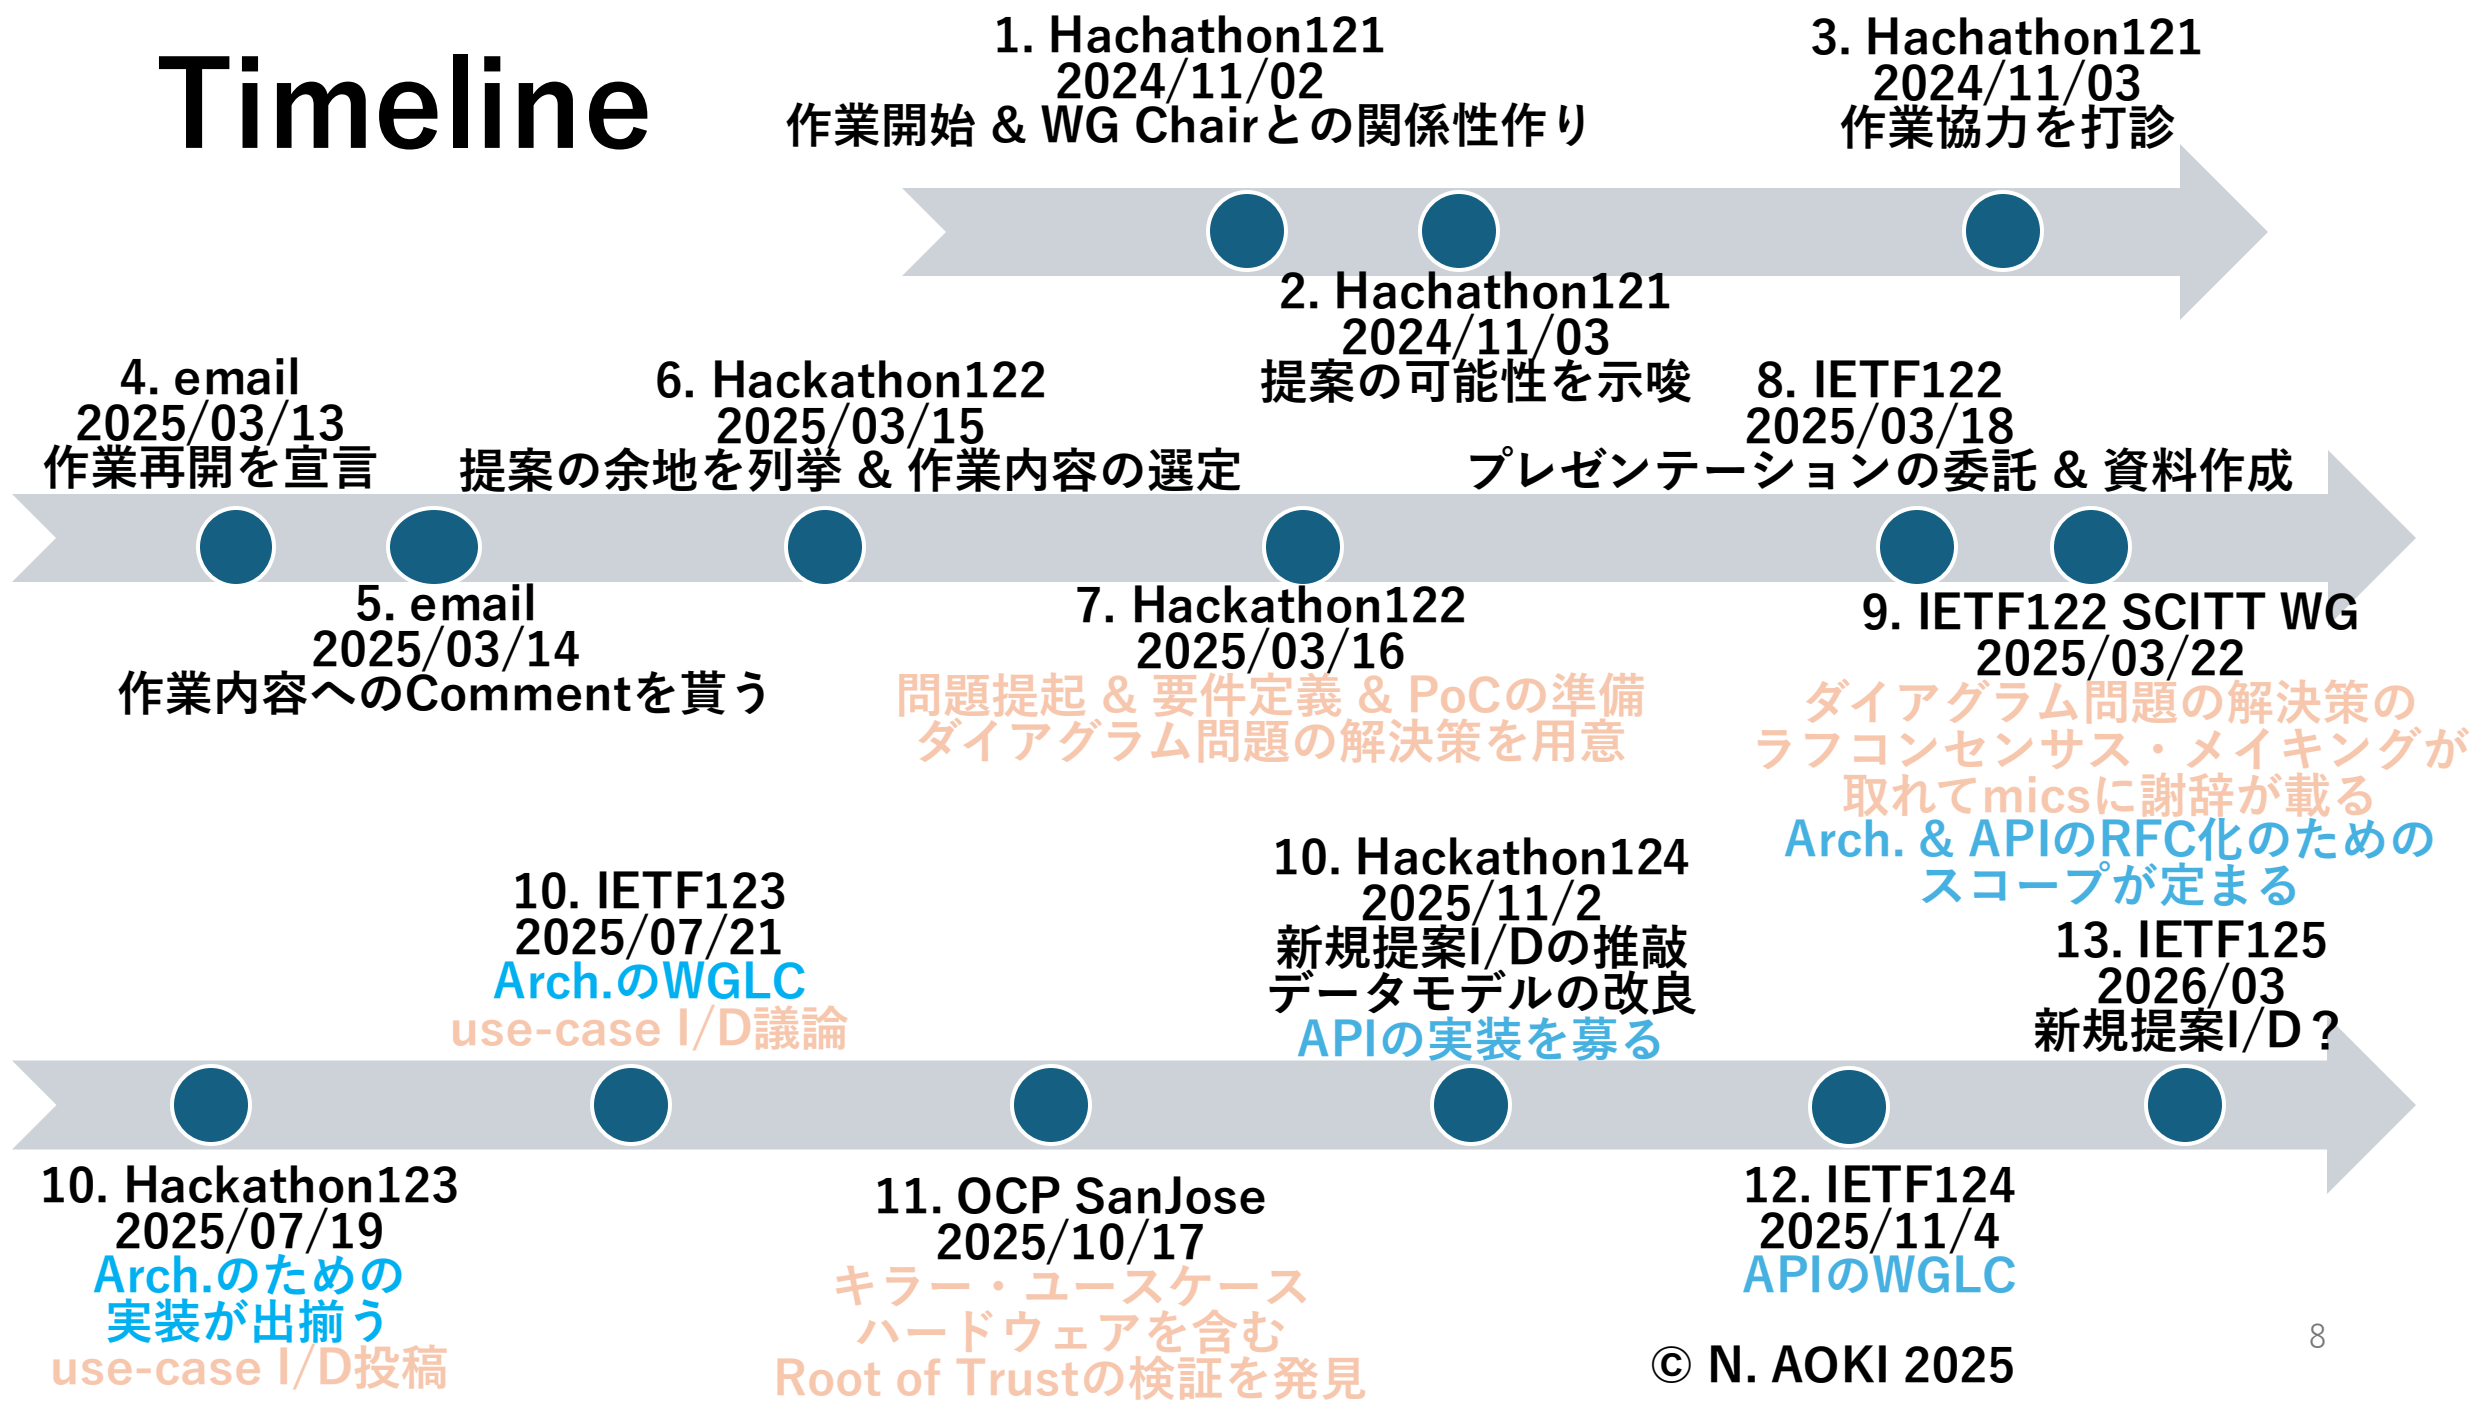 Timeline
1. Hachathon121
2024/11/02
作業開始 & WG Chairとの関係性作り
3. Hachathon121
2024/11/03
作業協力を打診
2. Hachathon121
2024/11/03
提案の可能性を示唆
4. email
2025/03/13
作業再開を宣言
6. Hackathon122
2025/03/15
提案の余地を列挙 & 作業内容の選定
8. IETF122
2025/03/18
プレゼンテーションの委託 & 資料作成
5. email
2025/03/14
作業内容へのCommentを貰う
7. Hackathon122
2025/03/16
問題提起 & 要件定義 & PoCの準備
ダイアグラム問題の解決策を用意
9. IETF122 SCITT WG
2025/03/22
ダイアグラム問題の解決策の
ラフコンセンサス・メイキングが
取れてmicsに謝辞が載る
Arch. & APIのRFC化のための
スコープが定まる
10. IETF123
2025/07/21
Arch.のWGLC
use-case I/D議論
10. Hackathon124
2025/11/2
新規提案I/Dの推敲
データモデルの改良
APIの実装を募る
13. IETF125
2026/03
新規提案I/D？
10. Hackathon123
2025/07/19
Arch.のための
実装が出揃う
use-case I/D投稿
11. OCP SanJose
2025/10/17
キラー・ユースケース
ハードウェアを含む
Root of Trustの検証を発見
12. IETF124
2025/11/4
APIのWGLC
© N. AOKI 2025
8